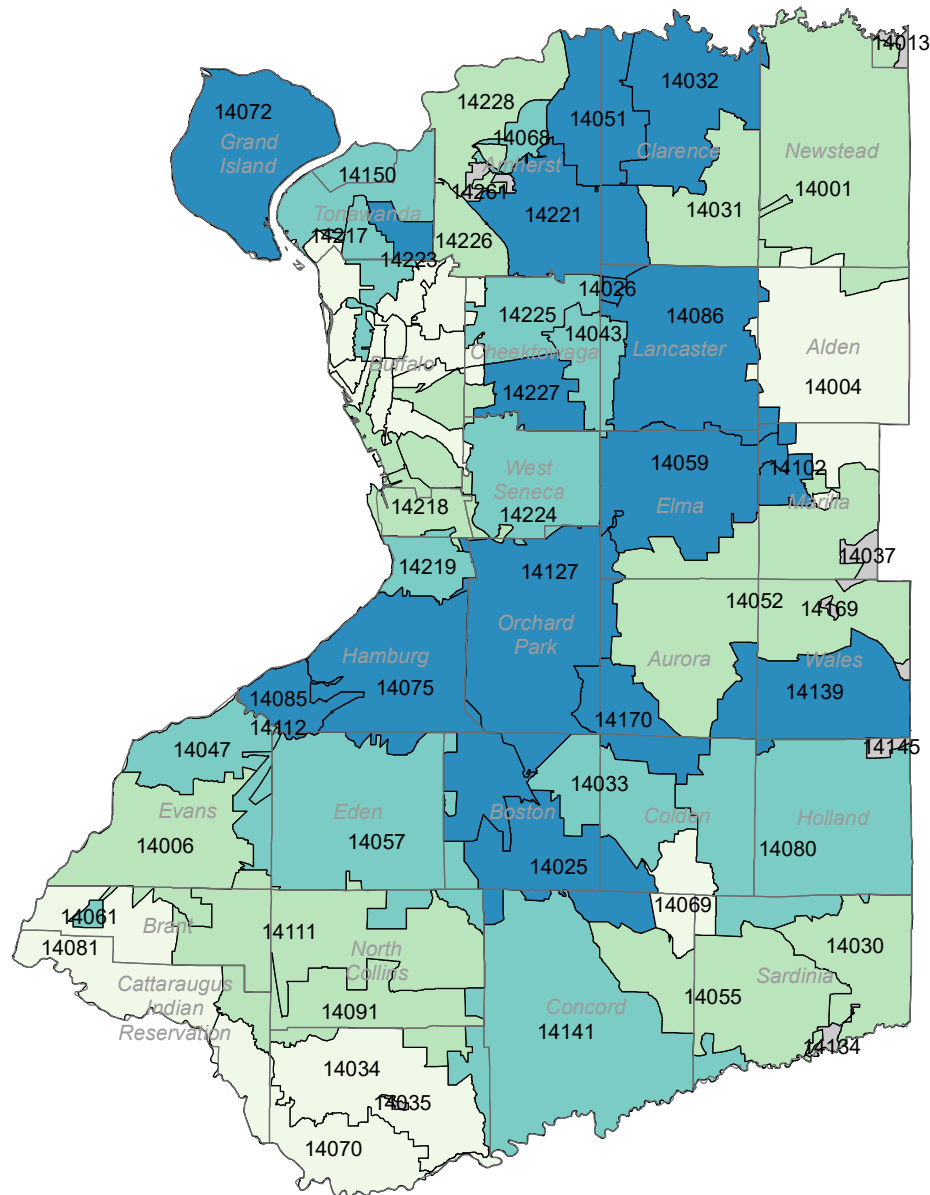 14013
14072
14032
14228
14051
14068
Grand
Island
Amherst
Clarence
Newstead
14150
14261
14001
14031
Tonawanda
14221
14217
14226
14223
14026
14225
14086
14043
Buffalo
Cheektowaga
Lancaster
Alden
14227
14004
West
Seneca
14059
14102
14218
14224
Elma
Marilla
14037
14219
14127
14052
14169
Orchard
Park
Hamburg
Aurora
Wales
14085
14075
14139
14112
14170
14047
14145
14033
Evans
Eden
Boston
Colden
Holland
14006
14057
14025
14080
14061
14069
Brant
14111
14081
North
Collins
14030
Cattaraugus
Indian
Reservation
Sardinia
14055
14091
Concord
14141
14134
14034
14035
14070